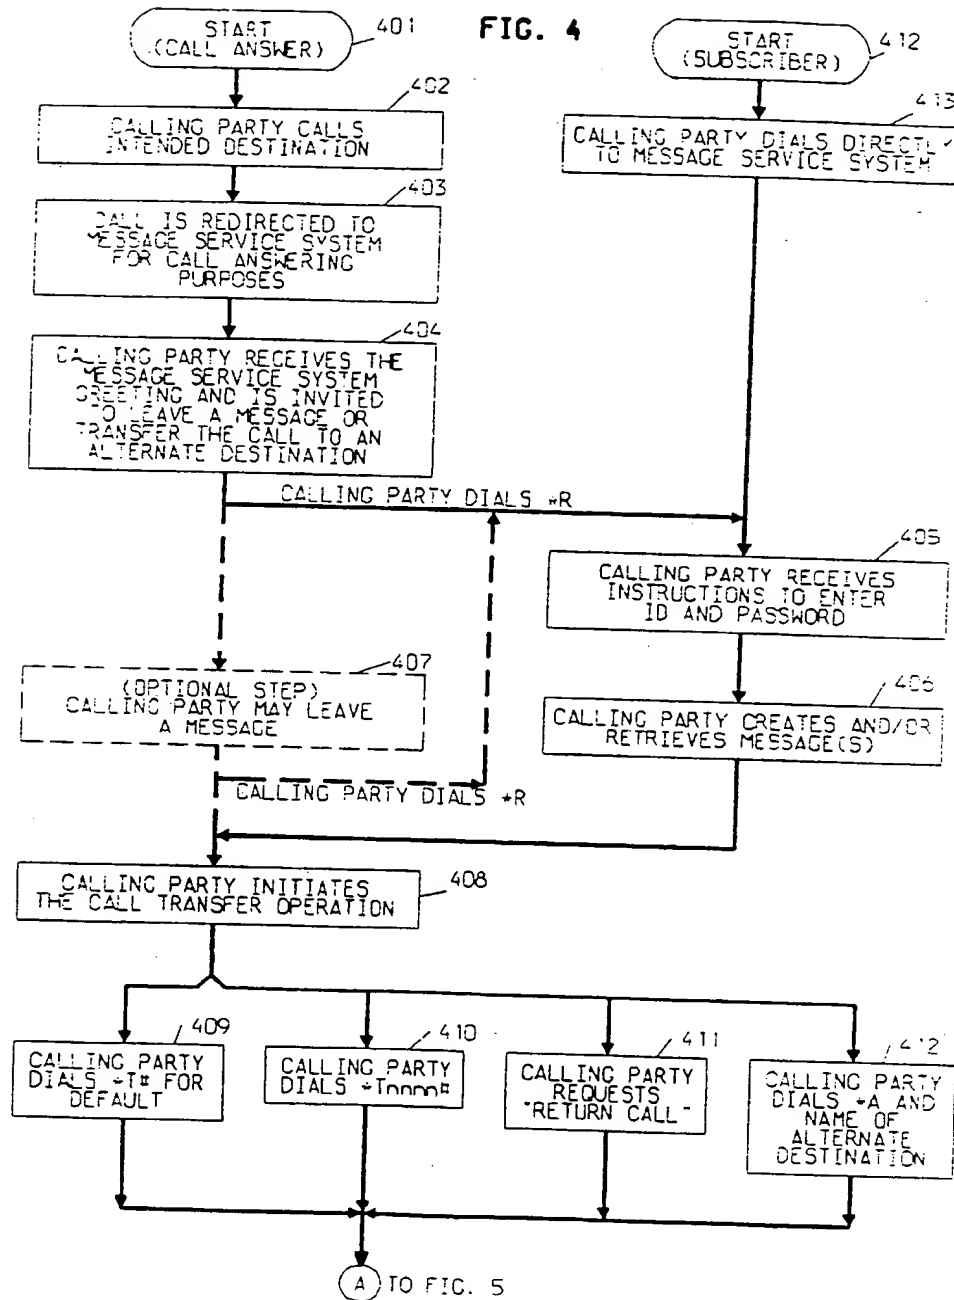 FIG. 4
START
(CALL ANSWER)
401
402
CALLING PARTY CALLS
INTENDED DESTINATION
403
CALL IS REDIRECTED TO
MESSAGE SERVICE SYSTEM
FOR CALL ANSWERING
PURPOSES
404
CALLING PARTY RECEIVES THE
MESSAGE SERVICE SYSTEM
GREETING AND IS INVITED
TO LEAVE A MESSAGE OR
TRANSFER THE CALL TO AN
ALTERNATE DESTINATION
START
(SUBSCRIBER)
412
413
CALLING PARTY DIALS DIRECTLY
TO MESSAGE SERVICE SYSTEM
CALLING PARTY DIALS *R
405
CALLING PARTY RECEIVES
INSTRUCTIONS TO ENTER
ID AND PASSWORD
407
(OPTIONAL STEP)
CALLING PARTY MAY LEAVE
A MESSAGE
406
CALLING PARTY CREATES AND/OR
RETRIEVES MESSAGE(S)
CALLING PARTY DIALS *R
CALLING PARTY INITIATES
THE CALL TRANSFER OPERATION
408
409
CALLING PARTY
DIALS *T# FOR
DEFAULT
410
CALLING PARTY
DIALS *Tnnnn#
411
CALLING PARTY
REQUESTS
"RETURN CALL"
412
CALLING PARTY
DIALS *A AND
NAME OF
ALTERNATE
DESTINATION
A TO FIG. 5